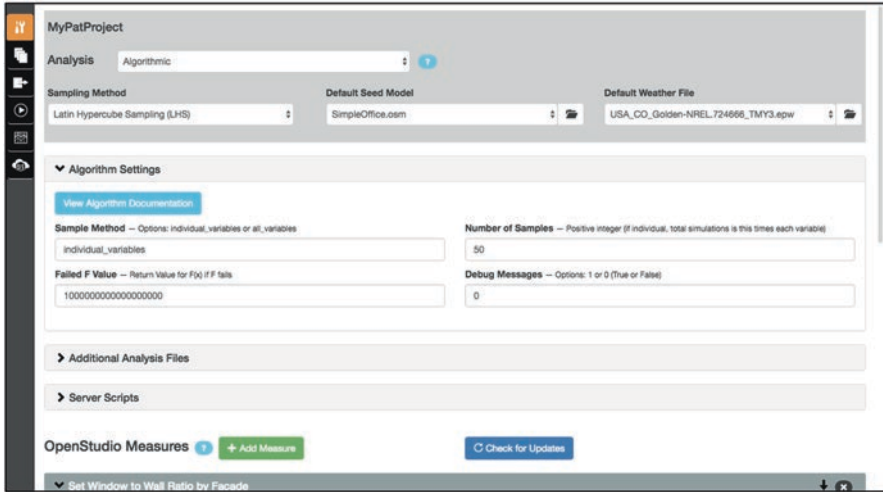 MyPatProject
Analysis Algorithmic ?
Sampling Method Default Seed Model Default Weather File
Latin Hypercube Sampling (LHS) SimpleOffice.osm USA_CO_Golden-NREL.724666_TMY3.epw
Algorithm Settings
View Algorithm Documentation
Sample Method — Options: individual_variables or all_variables Number of Samples — Positive integer (if individual, total simulations is this times each variable)
individual_variables 50
Failed F Value — Return Value for F(x) if F fails Debug Messages — Options: 1 or 0 (True or False)
0
Additional Analysis Files
Server Scripts
OpenStudio Measures ? + Add Measure Check for Updates
Set Window to Wall Ratio by Facade